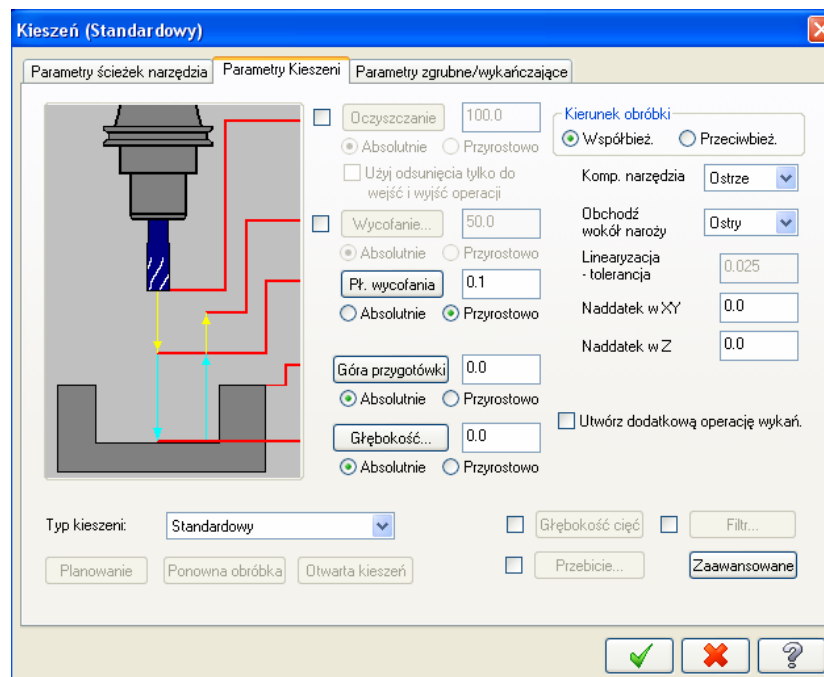 Kieszeń (Standardowy)
Parametry ścieżek narzędzia
Parametry Kieszeni
Parametry zgrubne/wykańczające
Oczyszczanie
100.0
Absolutnie
Przyrostowo
Użyj odsunięcia tylko do
wejść i wyjść operacji
Wycofanie...
50.0
Absolutnie
Przyrostowo
Pł. wycofania
0.1
Absolutnie
Przyrostowo
Góra przygotówki
0.0
Absolutnie
Przyrostowo
Głębokość...
0.0
Absolutnie
Przyrostowo
Kierunek obróbki
Współbież.
Przeciwbież.
Komp. narzędzia
Ostrze
Obchodź
wokół naroży
Ostry
Linearyzacja
- tolerancja
0.025
Naddatek w XY
0.0
Naddatek w Z
0.0
Utwórz dodatkową operację wykań.
Typ kieszeni:
Standardowy
Głębokość cięć
Filtr...
Planowanie
Ponowna obróbka
Otwarta kieszeń
Przebicie...
Zaawansowane